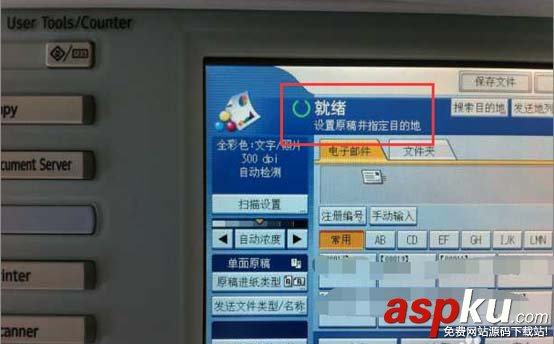 User Tools/Counter
保存文件
就绪
设置原稿并指定目的地
搜索目的地
发送地列
全彩色:文字/照片
300 dpi
自动检测
电子邮件
文件夹
扫描设置
注册编号
手动输入
自动浓度
常用
AB
CD
EF
GH
IJK
LMN
单面原稿
原稿进纸类型
发送文件类型/名称
opy
cument Server
inter
canner
aspku.com
免费网站源码下载站!